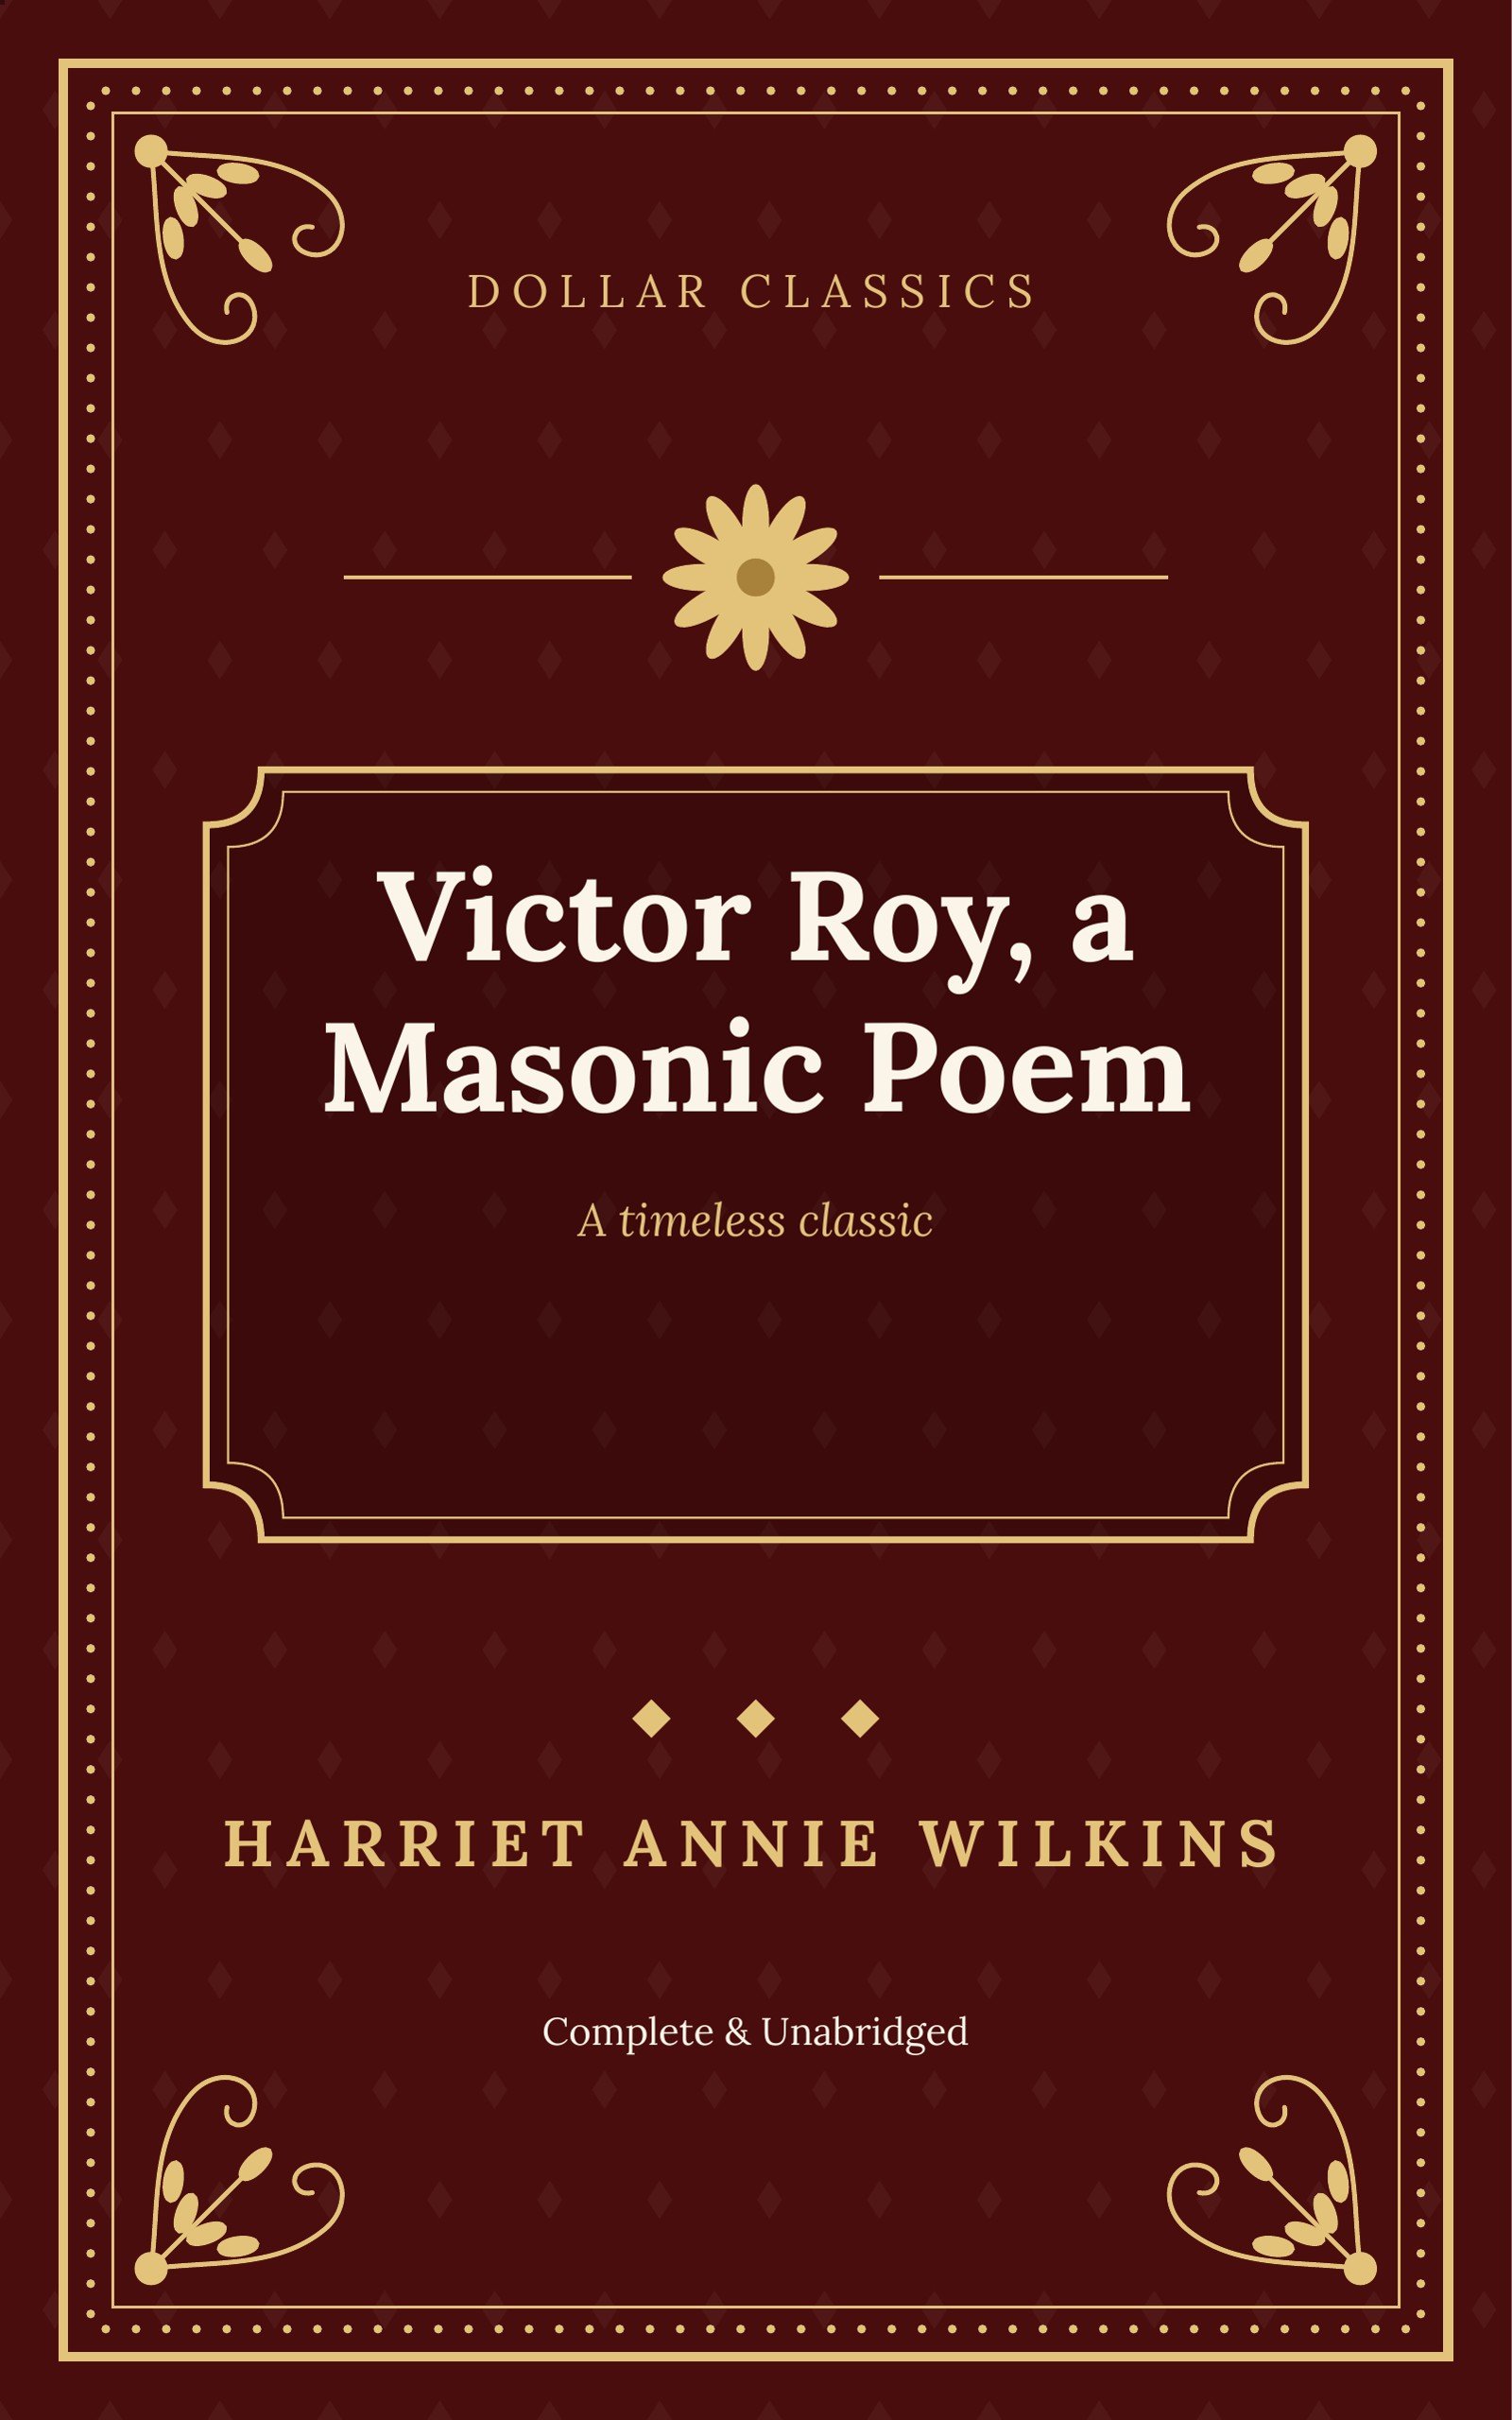 DOLLAR CLASSICS
Victor Roy, a
Masonic Poem
A timeless classic
HARRIET ANNIE WILKINS
Complete & Unabridged